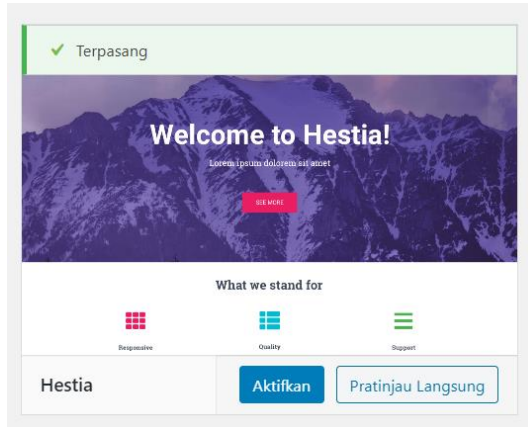 Terpasang
Welcome to Hestia!
Lorem ipsum dolorem sit amet
SEE MORE
What we stand for
Responsive Quality Support
Hestia Aktifkan Pratinjau Langsung